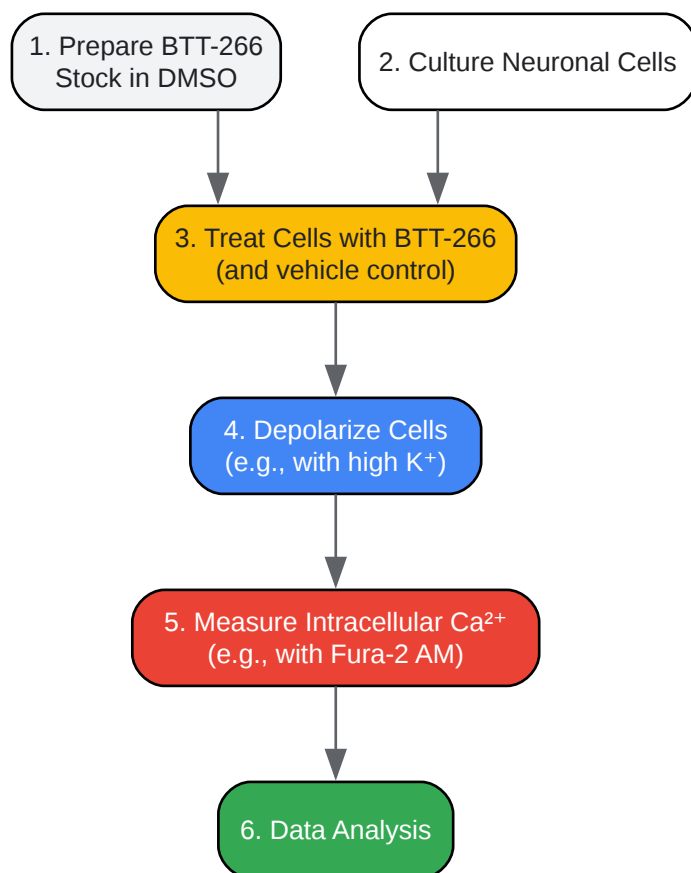 1. Prepare BTT-266
Stock in DMSO
2. Culture Neuronal Cells
3. Treat Cells with BTT-266
(and vehicle control)
4. Depolarize Cells
(e.g., with high K⁺)
5. Measure Intracellular Ca²⁺
(e.g., with Fura-2 AM)
6. Data Analysis